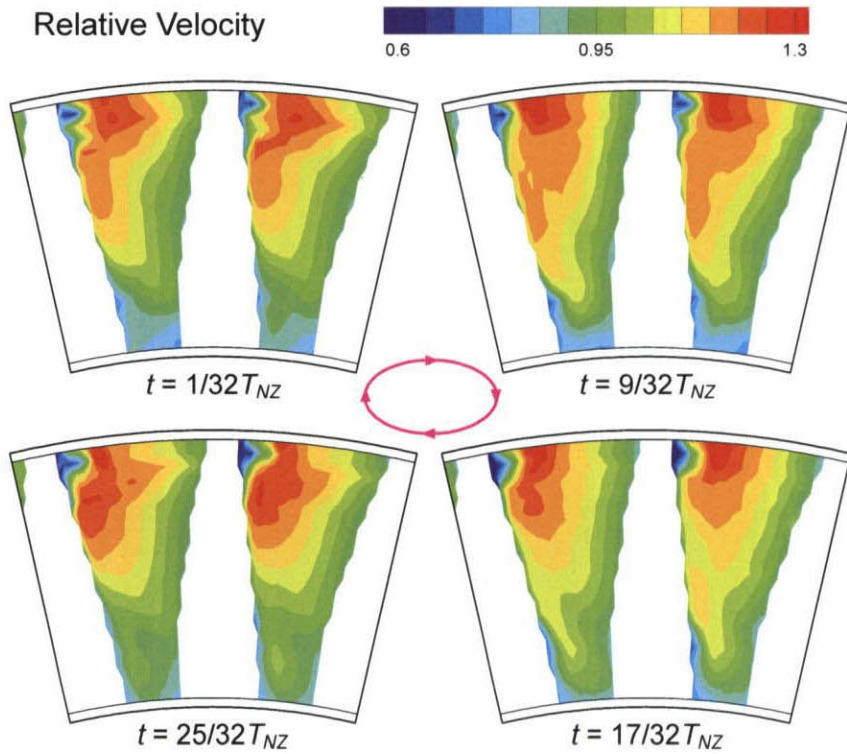 Relative Velocity
0.6 0.95 1.3
t = 1/32T_NZ t = 9/32T_NZ
t = 25/32T_NZ t = 17/32T_NZ